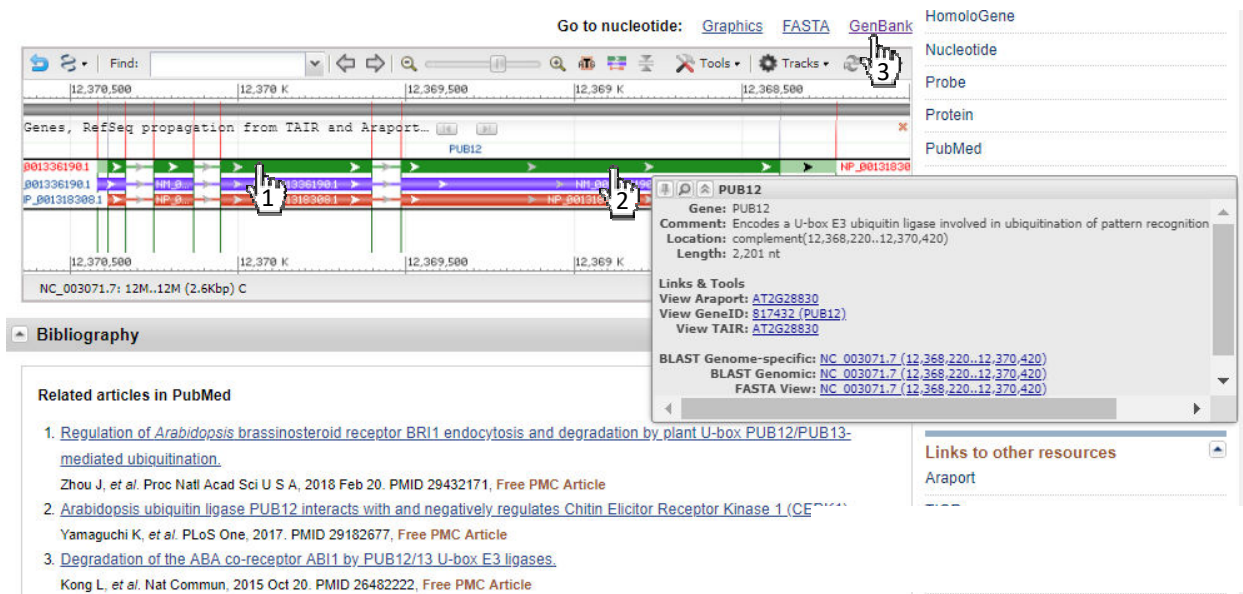 Go to nucleotide: Graphics FASTA GenBank
HomoloGene
Nucleotide
Probe
Protein
PubMed
Find:
Tools
Tracks
3
12,370,500 12,370 K 12,369,500 12,369 K 12,368,500
Genes, RefSeq propagation from TAIR and Araport…
PUB12
001336190.1 NP_00131830
001336190.1 NM_0… 001336190.1
P_001318308.1 NP_0…
1
2
12,370,500 12,370 K 12,369,500 12,369 K
NC_003071.7: 12M..12M (2.6Kbp) C
PUB12
Gene: PUB12
Comment: Encodes a U-box E3 ubiquitin ligase involved in ubiquitination of pattern recognition
Location: complement(12,368,220..12,370,420)
Length: 2,201 nt
Links & Tools
View Araport: AT2G28830
View GeneID: 817432 (PUB12)
View TAIR: AT2G28830
BLAST Genome-specific: NC_003071.7 (12,368,220..12,370,420)
BLAST Genomic: NC_003071.7 (12,368,220..12,370,420)
FASTA View: NC_003071.7 (12,368,220..12,370,420)
Bibliography
Related articles in PubMed
1. Regulation of Arabidopsis brassinosteroid receptor BRI1 endocytosis and degradation by plant U-box PUB12/PUB13-
mediated ubiquitination.
Zhou J, et al. Proc Natl Acad Sci U S A, 2018 Feb 20. PMID 29432171, Free PMC Article
2. Arabidopsis ubiquitin ligase PUB12 interacts with and negatively regulates Chitin Elicitor Receptor Kinase 1 (CERK1)
Yamaguchi K, et al. PLoS One, 2017. PMID 29182677, Free PMC Article
3. Degradation of the ABA co-receptor ABI1 by PUB12/13 U-box E3 ligases.
Kong L, et al. Nat Commun, 2015 Oct 20. PMID 26482222, Free PMC Article
Links to other resources
Araport